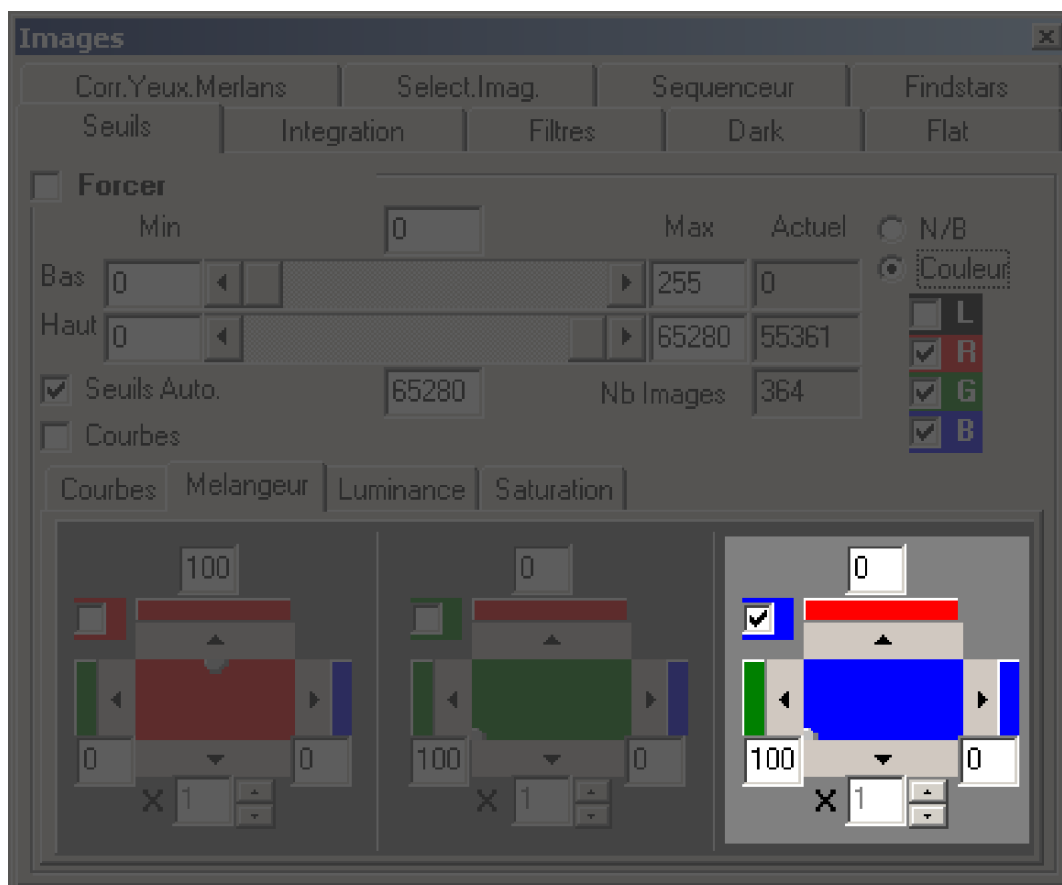 Images
Corr.Yeux.Merlans Select.Imag. Sequenceur Findstars
Seuils Integration Filtres Dark Flat
Forcer
Min 0 Max Actuel N/B
Bas 0 255 0 Couleur
Haut 0 65280 55361 L
R
Seuils Auto. 65280 Nb Images 364 G
Courbes B
Courbes Melangeur Luminance Saturation
100 0 0
0 0 100 0 100 0
X 1 X 1 X 1